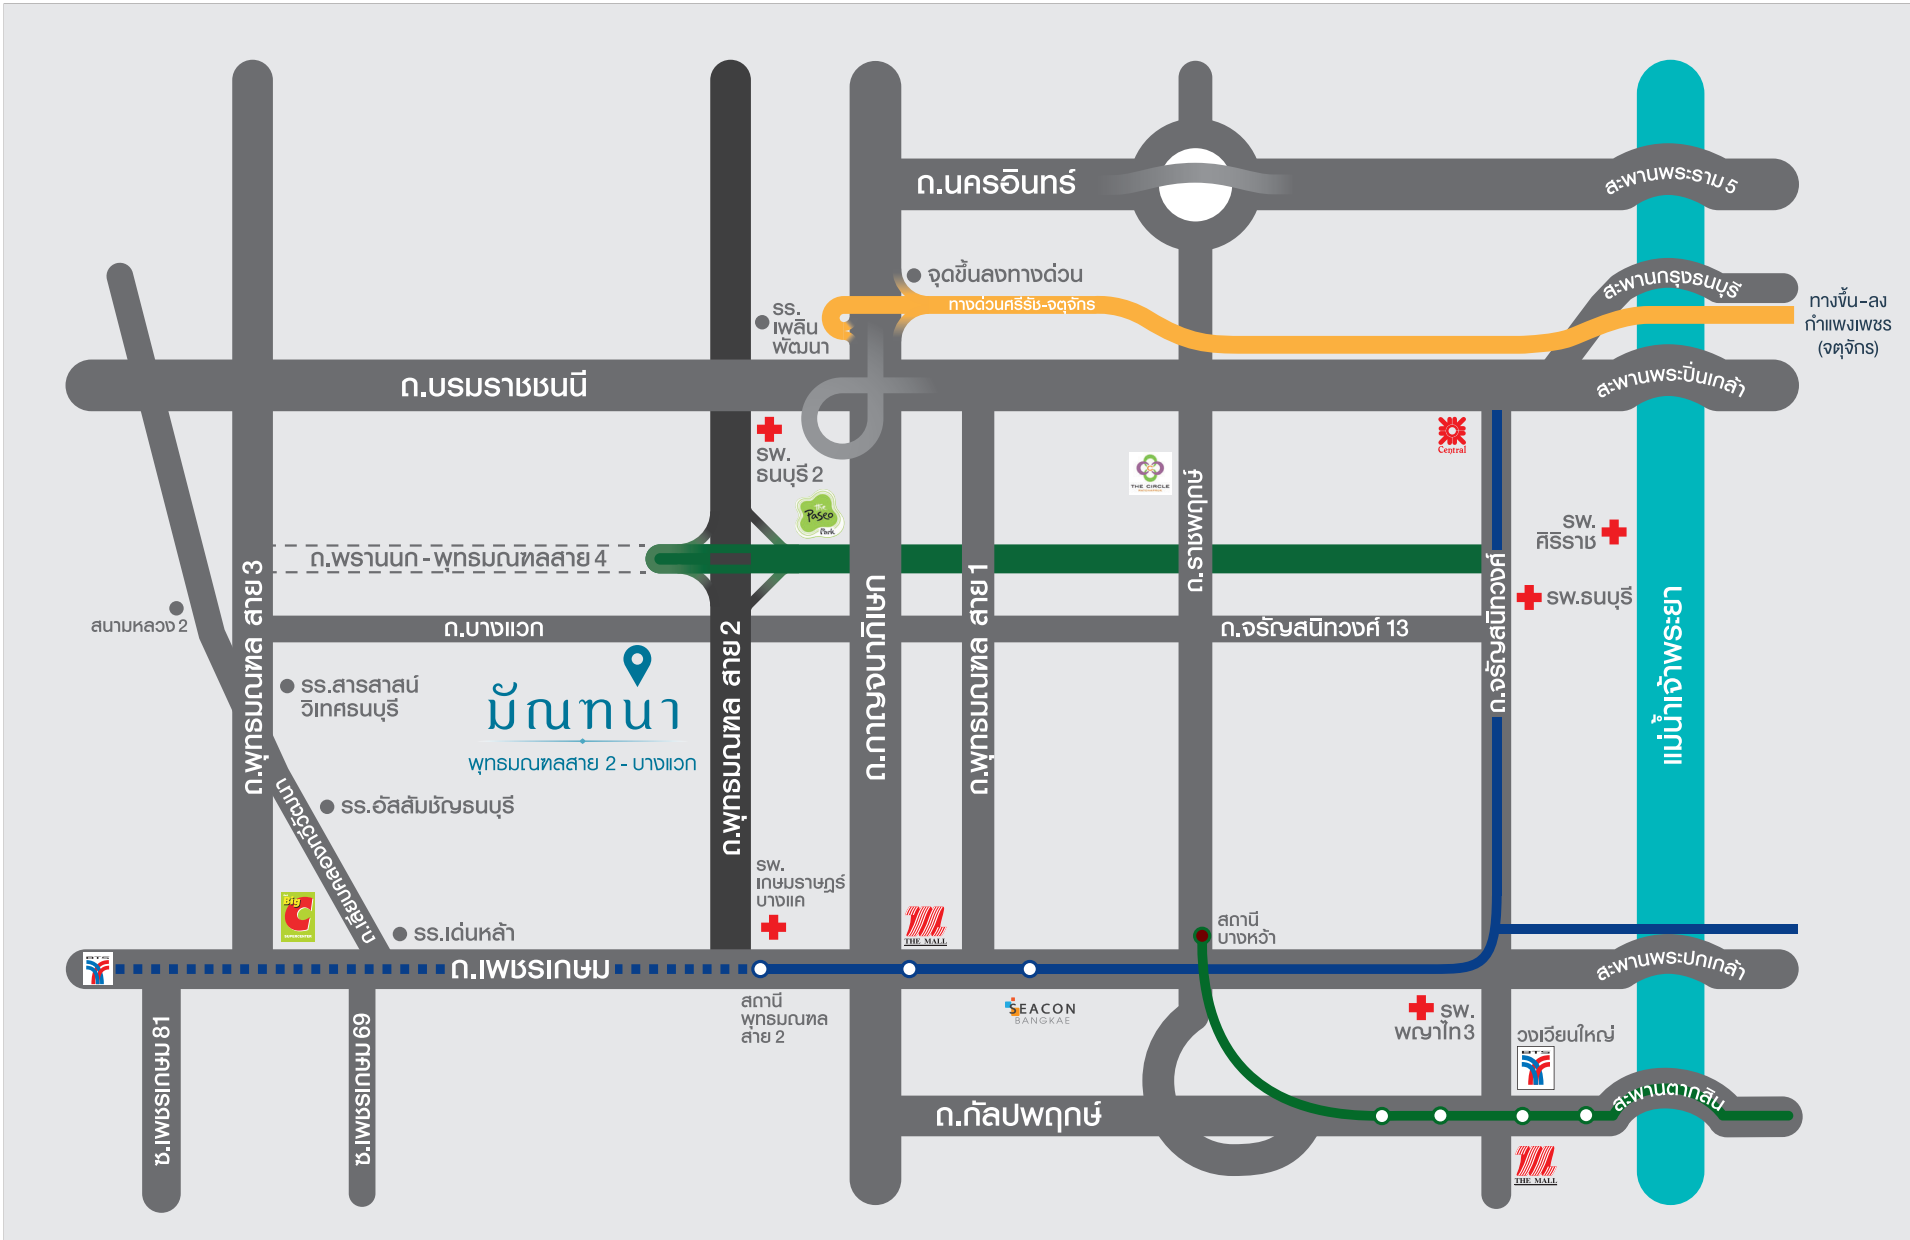 ถ.นครอินทร์
สะพานพระราม 5
จุดขึ้นลงทางด่วน
ทางด่วนศรีรัช-จตุจักร
สะพานกรุงธนบุรี
ทางขึ้น-ลง
กำแพงเพชร
(จตุจักร)
รร.
เพลิน
พัฒนา
ถ.บรมราชชนนี
สะพานพระปิ่นเกล้า
รพ.
ธนบุรี 2
The
Paseo
Park
THE CIRCLE
Central
ถ.ราชพฤกษ์
รพ.
ศิริราช
ถ.พรานนก - พุทธมณฑลสาย 4
รพ.ธนบุรี
สนามหลวง 2
ถ.บางแวก
ถ.จรัญสนิทวงศ์ 13
ถ.พุทธมณฑล สาย 3
ถ.พุทธมณฑล สาย 2
ถ.กาญจนาภิเษก
ถ.พุทธมณฑล สาย 1
ถ.จรัญสนิทวงศ์
แม่น้ำเจ้าพระยา
รร.สารสาสน์
วิเทศธนบุรี
มัณฑนา
พุทธมณฑลสาย 2 - บางแวก
รร.อัสสัมชัญธนบุรี
ถ.เลียบคลองทวีวัฒนา
รพ.
เกษมราษฎร์
บางแค
Big
C
SUPERCENTER
รร.เด่นหล้า
THE MALL
สถานี
บางหว้า
BTS
ถ.เพชรเกษม
สะพานพระปกเกล้า
สถานี
พุทธมณฑล
สาย 2
SEACON
BANGKAE
รพ.
พญาไท3
วงเวียนใหญ่
BTS
ซ.เพชรเกษม 81
ซ.เพชรเกษม 69
ถ.กัลปพฤกษ์
สะพานตากสิน
THE MALL